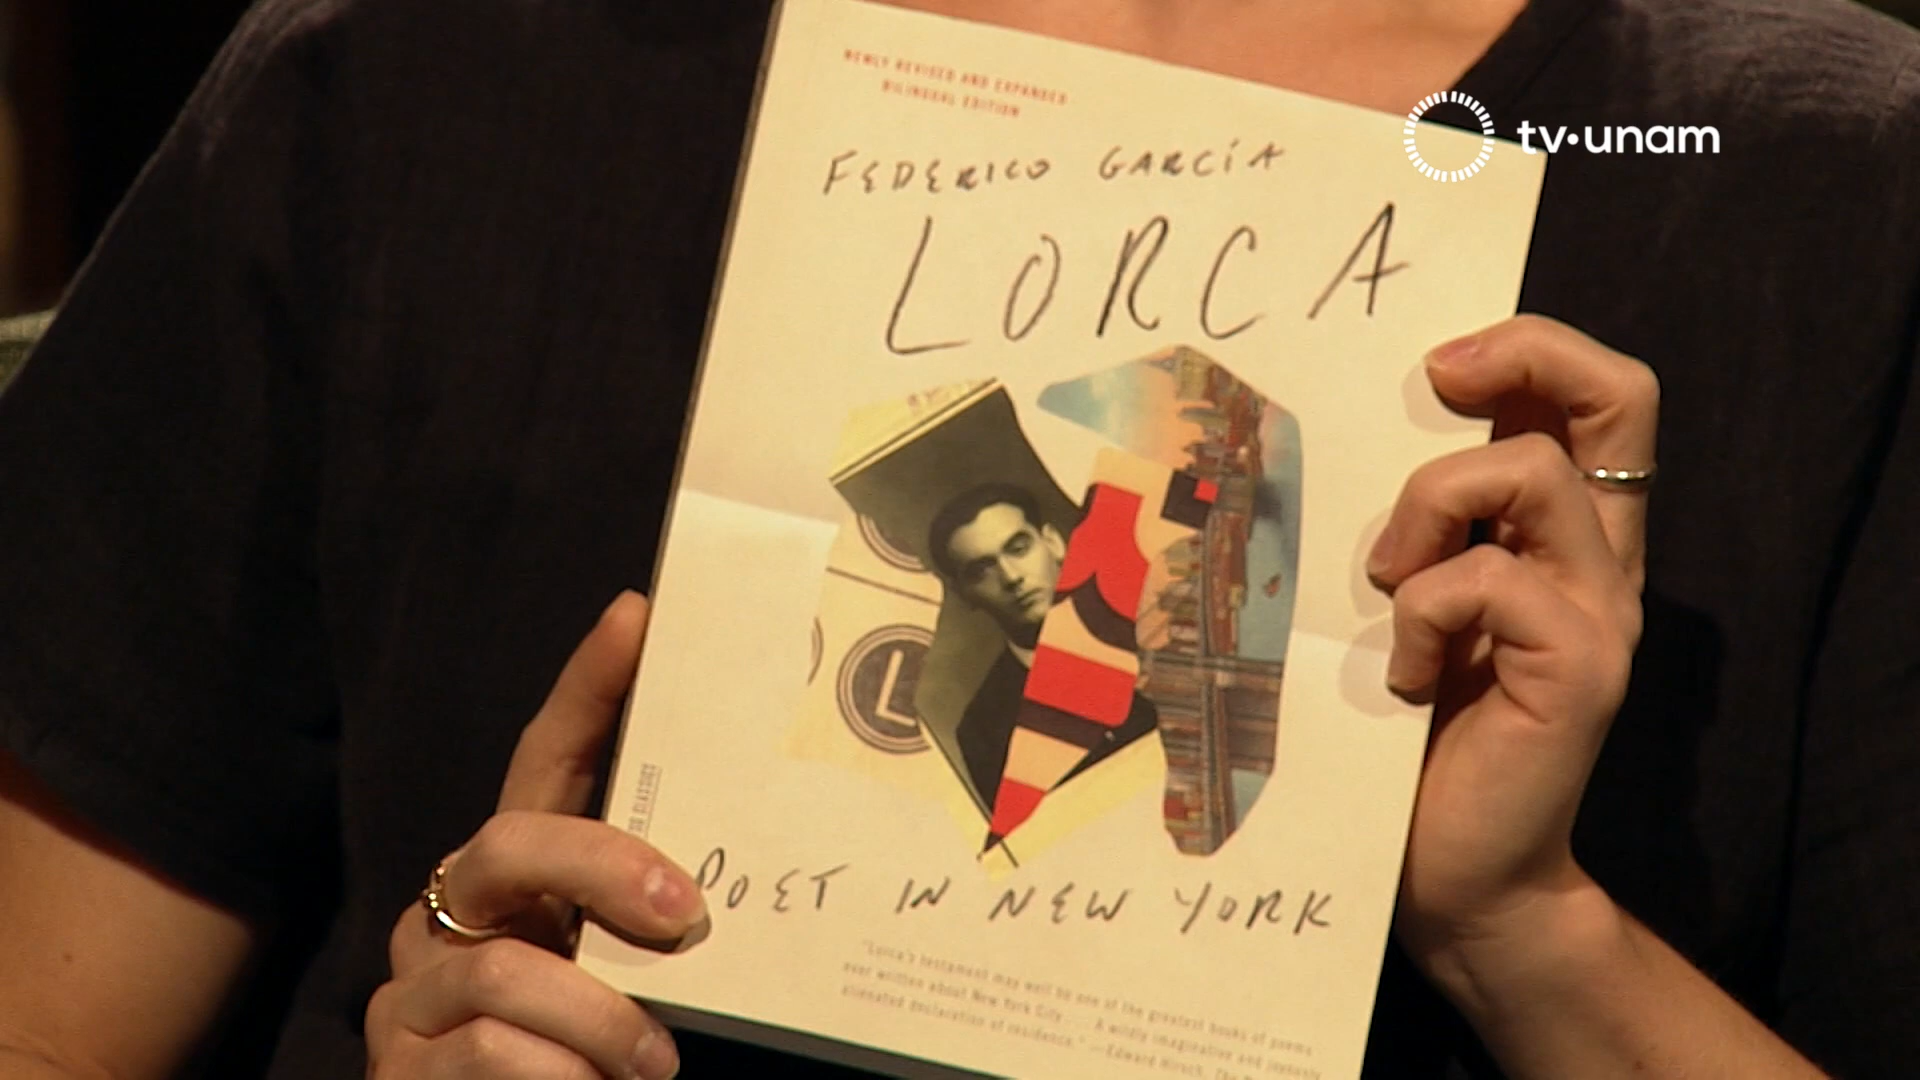 NEWLY REVISED AND EXPANDED
BILINGUAL EDITION
tv·unam
FEDERICO GARCÍA
LORCA
L
POET IN NEW YORK
"Lorca's testament may well be one of the greatest books of poems
ever written about New York City . . . A wildly imaginative and joyously
alienated declaration of residence." —Edward Hirsch, The